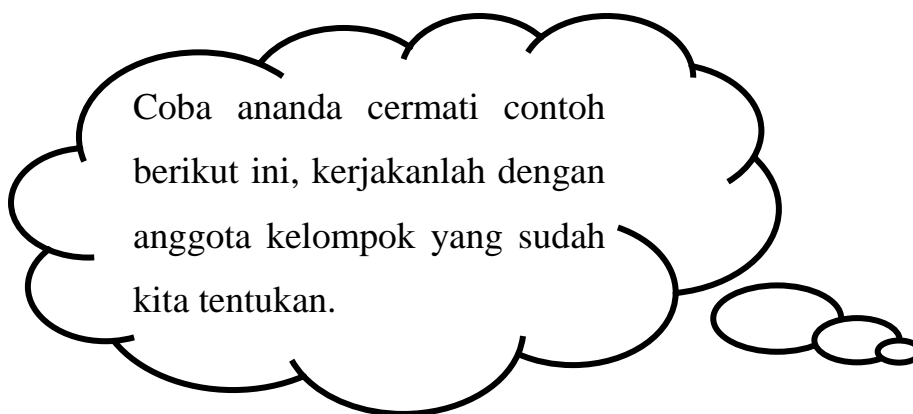 Coba ananda cermati contoh
berikut ini, kerjakanlah dengan
anggota kelompok yang sudah
kita tentukan.